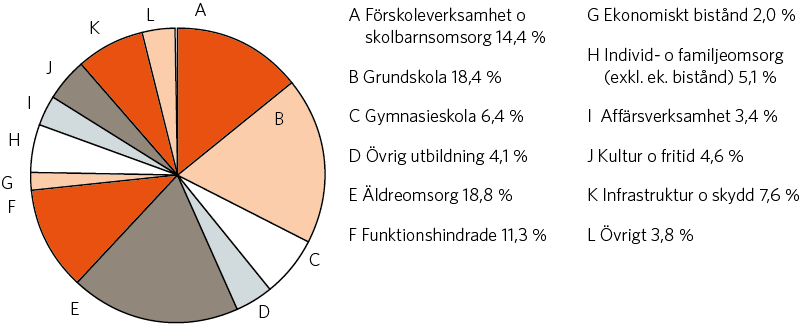 A
B
C
D
E
F
G
H
I
J
K
L
A Förskoleverksamhet o
skolbarnsomsorg 14,4 %
B Grundskola 18,4 %
C Gymnasieskola 6,4 %
D Övrig utbildning 4,1 %
E Äldreomsorg 18,8 %
F Funktionshindrade 11,3 %
G Ekonomiskt bistånd 2,0 %
H Individ- o familjeomsorg
(exkl. ek. bistånd) 5,1 %
I Affärsverksamhet 3,4 %
J Kultur o fritid 4,6 %
K Infrastruktur o skydd 7,6 %
L Övrigt 3,8 %